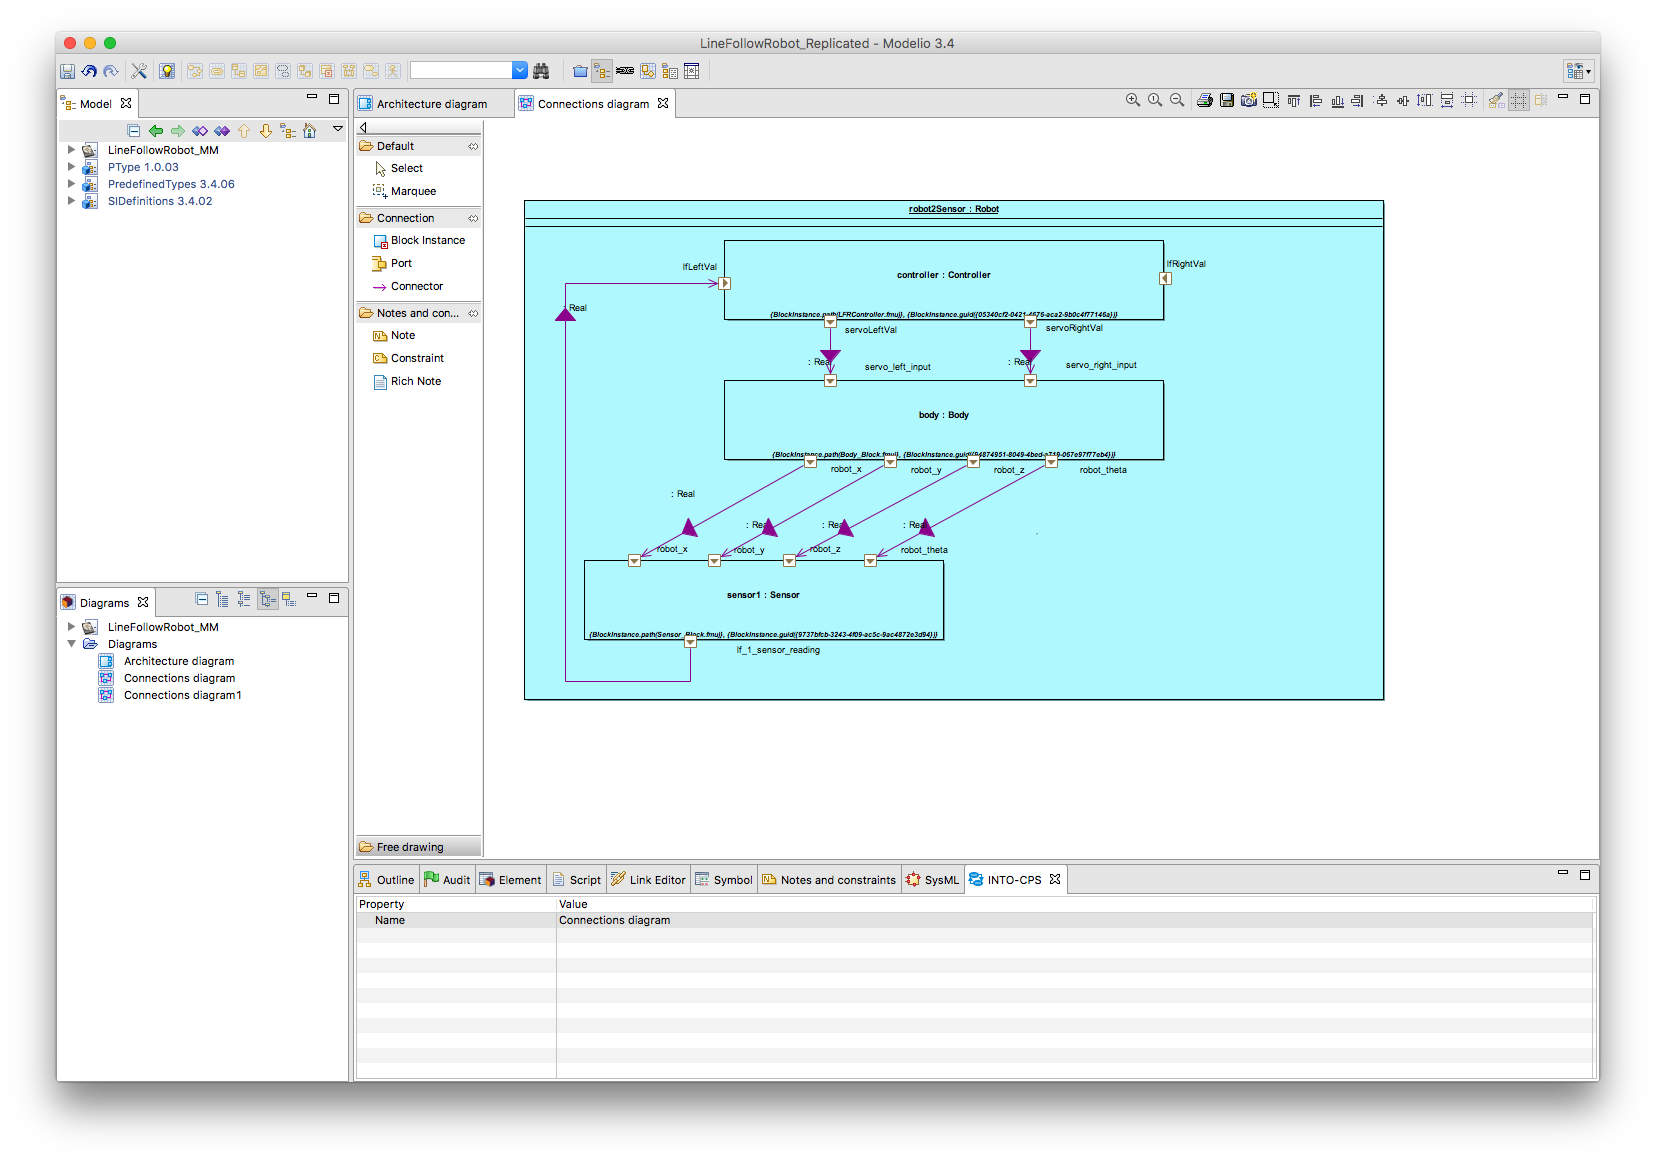 LineFollowRobot_Replicated - Modelio 3.4
Model
Architecture diagram
Connections diagram
LineFollowRobot_MM
PType 1.0.03
PredefinedTypes 3.4.06
SIDefinitions 3.4.02
Default
Select
Marquee
Connection
Block Instance
Port
Connector
Notes and con...
Note
Constraint
Rich Note
Free drawing
robot2Sensor : Robot
lfLeftVal
lfRightVal
controller : Controller
: Real
{BlockInstance.path(LFRController.fmu)}, {BlockInstance.guid({05340cf2-0421-4676-aca2-9b0c4f77146a})}
servoLeftVal
servoRightVal
: Real
servo_left_input
: Real
servo_right_input
body : Body
{BlockInstance.path(Body_Block.fmu)}, {BlockInstance.guid({94874951-8049-4bed-a719-067e97f77eb4})}
robot_x
robot_y
robot_z
robot_theta
: Real
: Real
: Real
: Real
robot_x
robot_y
robot_z
robot_theta
sensor1 : Sensor
{BlockInstance.path(Sensor_Block.fmu)}, {BlockInstance.guid({9737bfcb-3243-4f09-ac5c-9ac4872e3d94})}
lf_1_sensor_reading
Diagrams
LineFollowRobot_MM
Diagrams
Architecture diagram
Connections diagram
Connections diagram1
Outline
Audit
Element
Script
Link Editor
Symbol
Notes and constraints
SysML
INTO-CPS
Property
Value
Name
Connections diagram